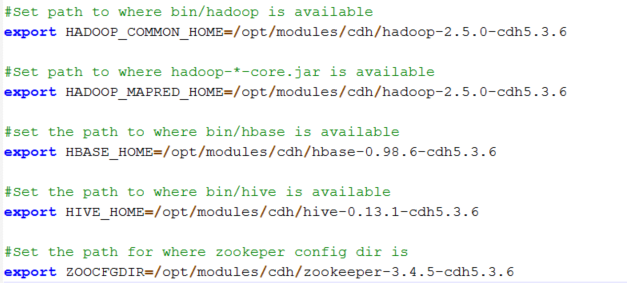 #Set path to where bin/hadoop is available
export HADOOP_COMMON_HOME=/opt/modules/cdh/hadoop-2.5.0-cdh5.3.6
#Set path to where hadoop-*-core.jar is available
export HADOOP_MAPRED_HOME=/opt/modules/cdh/hadoop-2.5.0-cdh5.3.6
#set the path to where bin/hbase is available
export HBASE_HOME=/opt/modules/cdh/hbase-0.98.6-cdh5.3.6
#Set the path to where bin/hive is available
export HIVE_HOME=/opt/modules/cdh/hive-0.13.1-cdh5.3.6
#Set the path for where zookeper config dir is
export ZOOCFGDIR=/opt/modules/cdh/zookeeper-3.4.5-cdh5.3.6